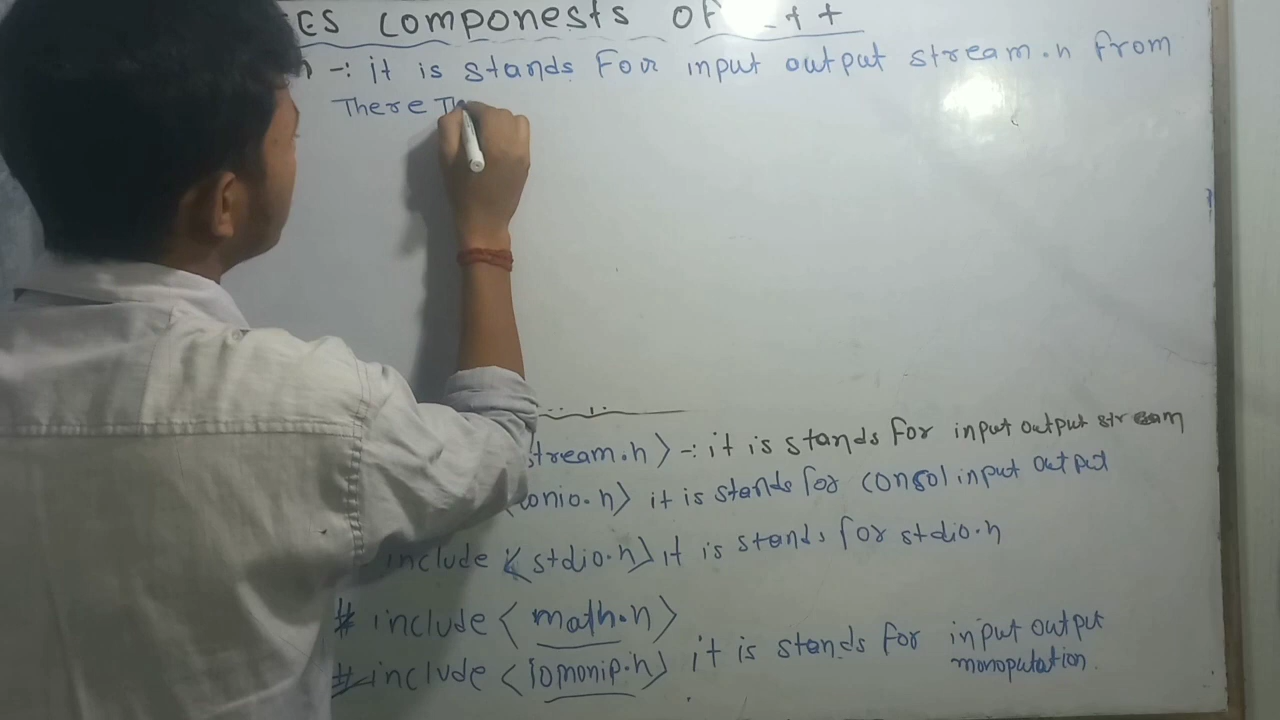 componests of ++
-: it is stands For input output stream.h From
There Th
stream.h> -: it is stands For input output stream
conio.h> it is stands for consol input output
include <stdio.h> it is stands for stdio.h
# include <math.h>
# include <iomonip.h> it is stands for input output
monoputation.